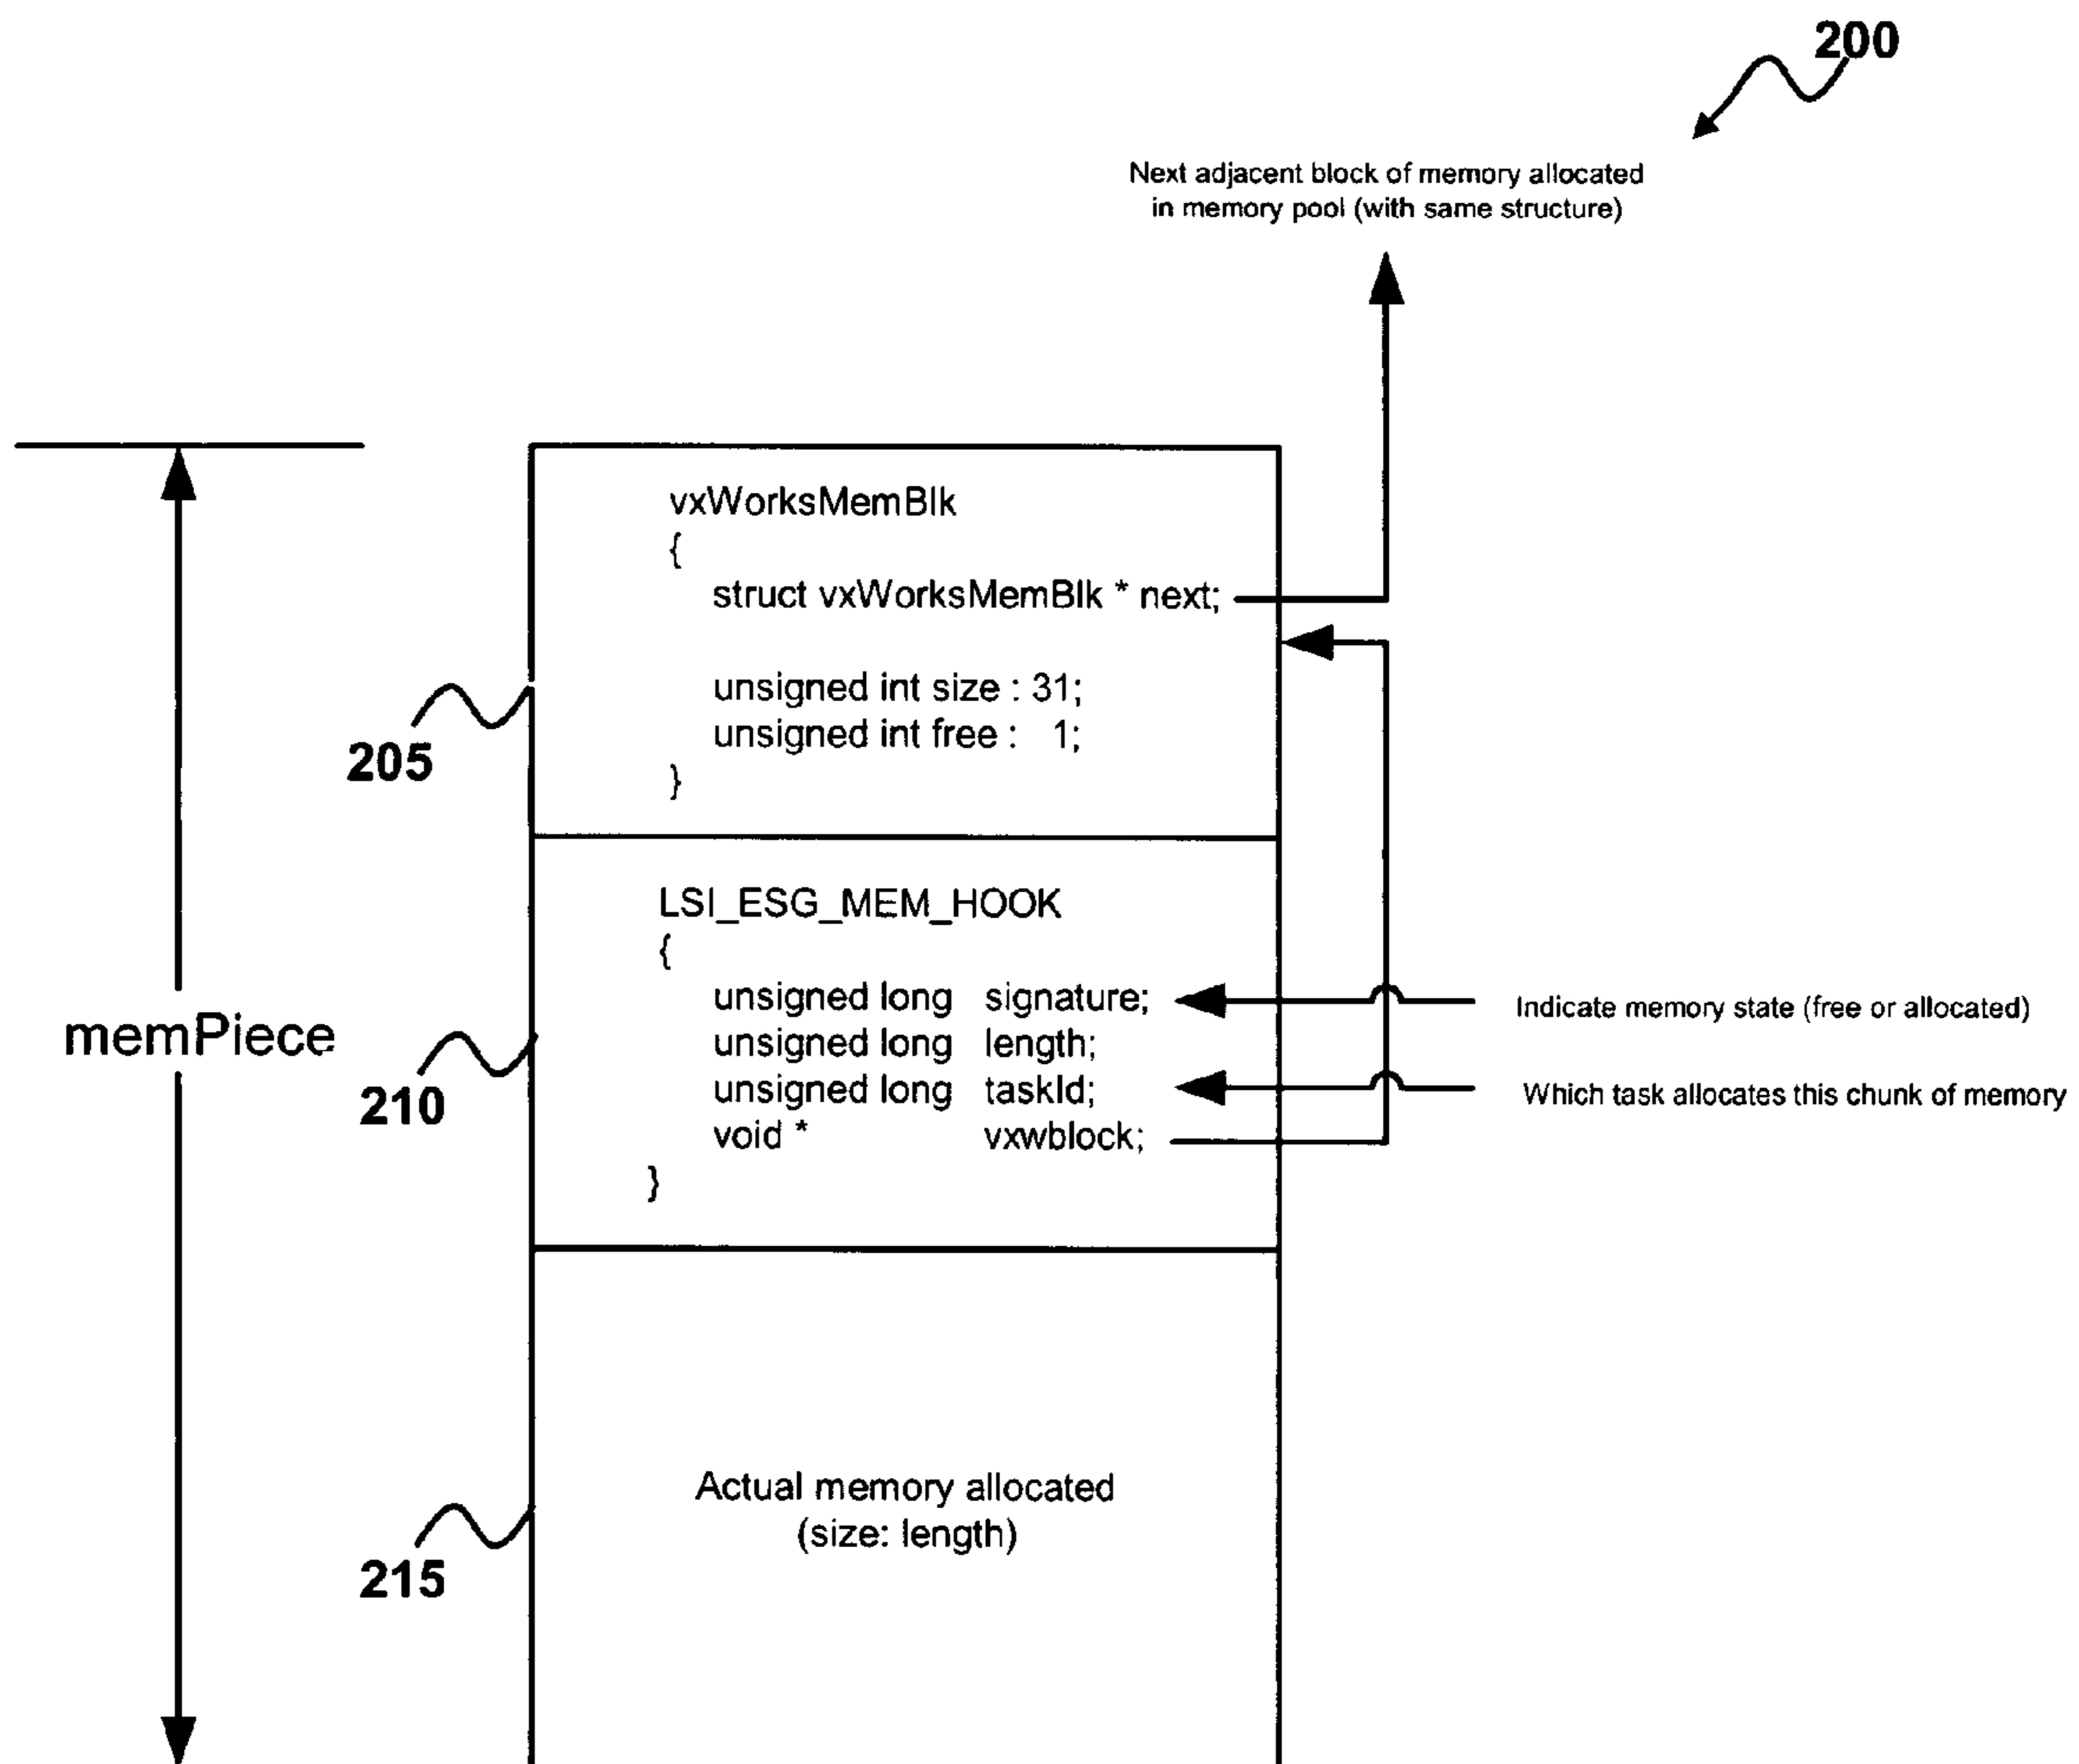 200
Next adjacent block of memory allocated
in memory pool (with same structure)
vxWorksMemBlk
{
struct vxWorksMemBlk * next;
unsigned int size : 31;
unsigned int free : 1;
}
205
LSI_ESG_MEM_HOOK
{
unsigned long signature;
unsigned long length;
unsigned long taskId;
void * vxwblock;
}
Indicate memory state (free or allocated)
Which task allocates this chunk of memory
memPiece
210
Actual memory allocated
(size: length)
215